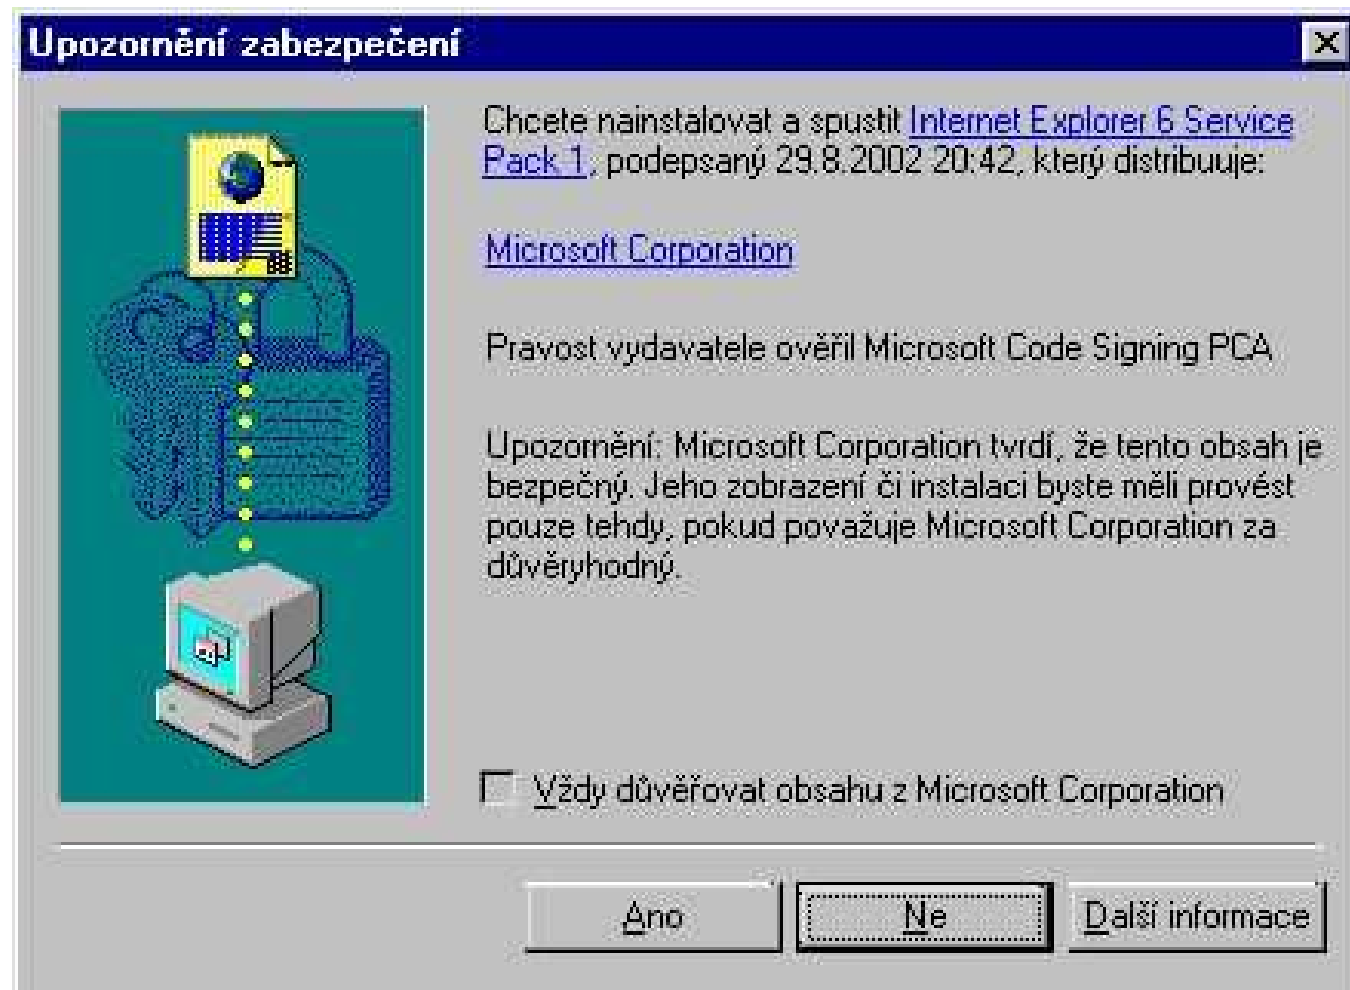 Upozornění zabezpečení
Chcete nainstalovat a spustit Internet Explorer 6 Service
Pack 1, podepsaný 29.8.2002 20:42, který distribuuje:
Microsoft Corporation
Pravost vydavatele ověřil Microsoft Code Signing PCA
Upozornění: Microsoft Corporation tvrdí, že tento obsah je
bezpečný. Jeho zobrazení či instalaci byste měli provést
pouze tehdy, pokud považuje Microsoft Corporation za
důvěryhodný.
Vždy důvěřovat obsahu z Microsoft Corporation
Ano
Ne
Další informace